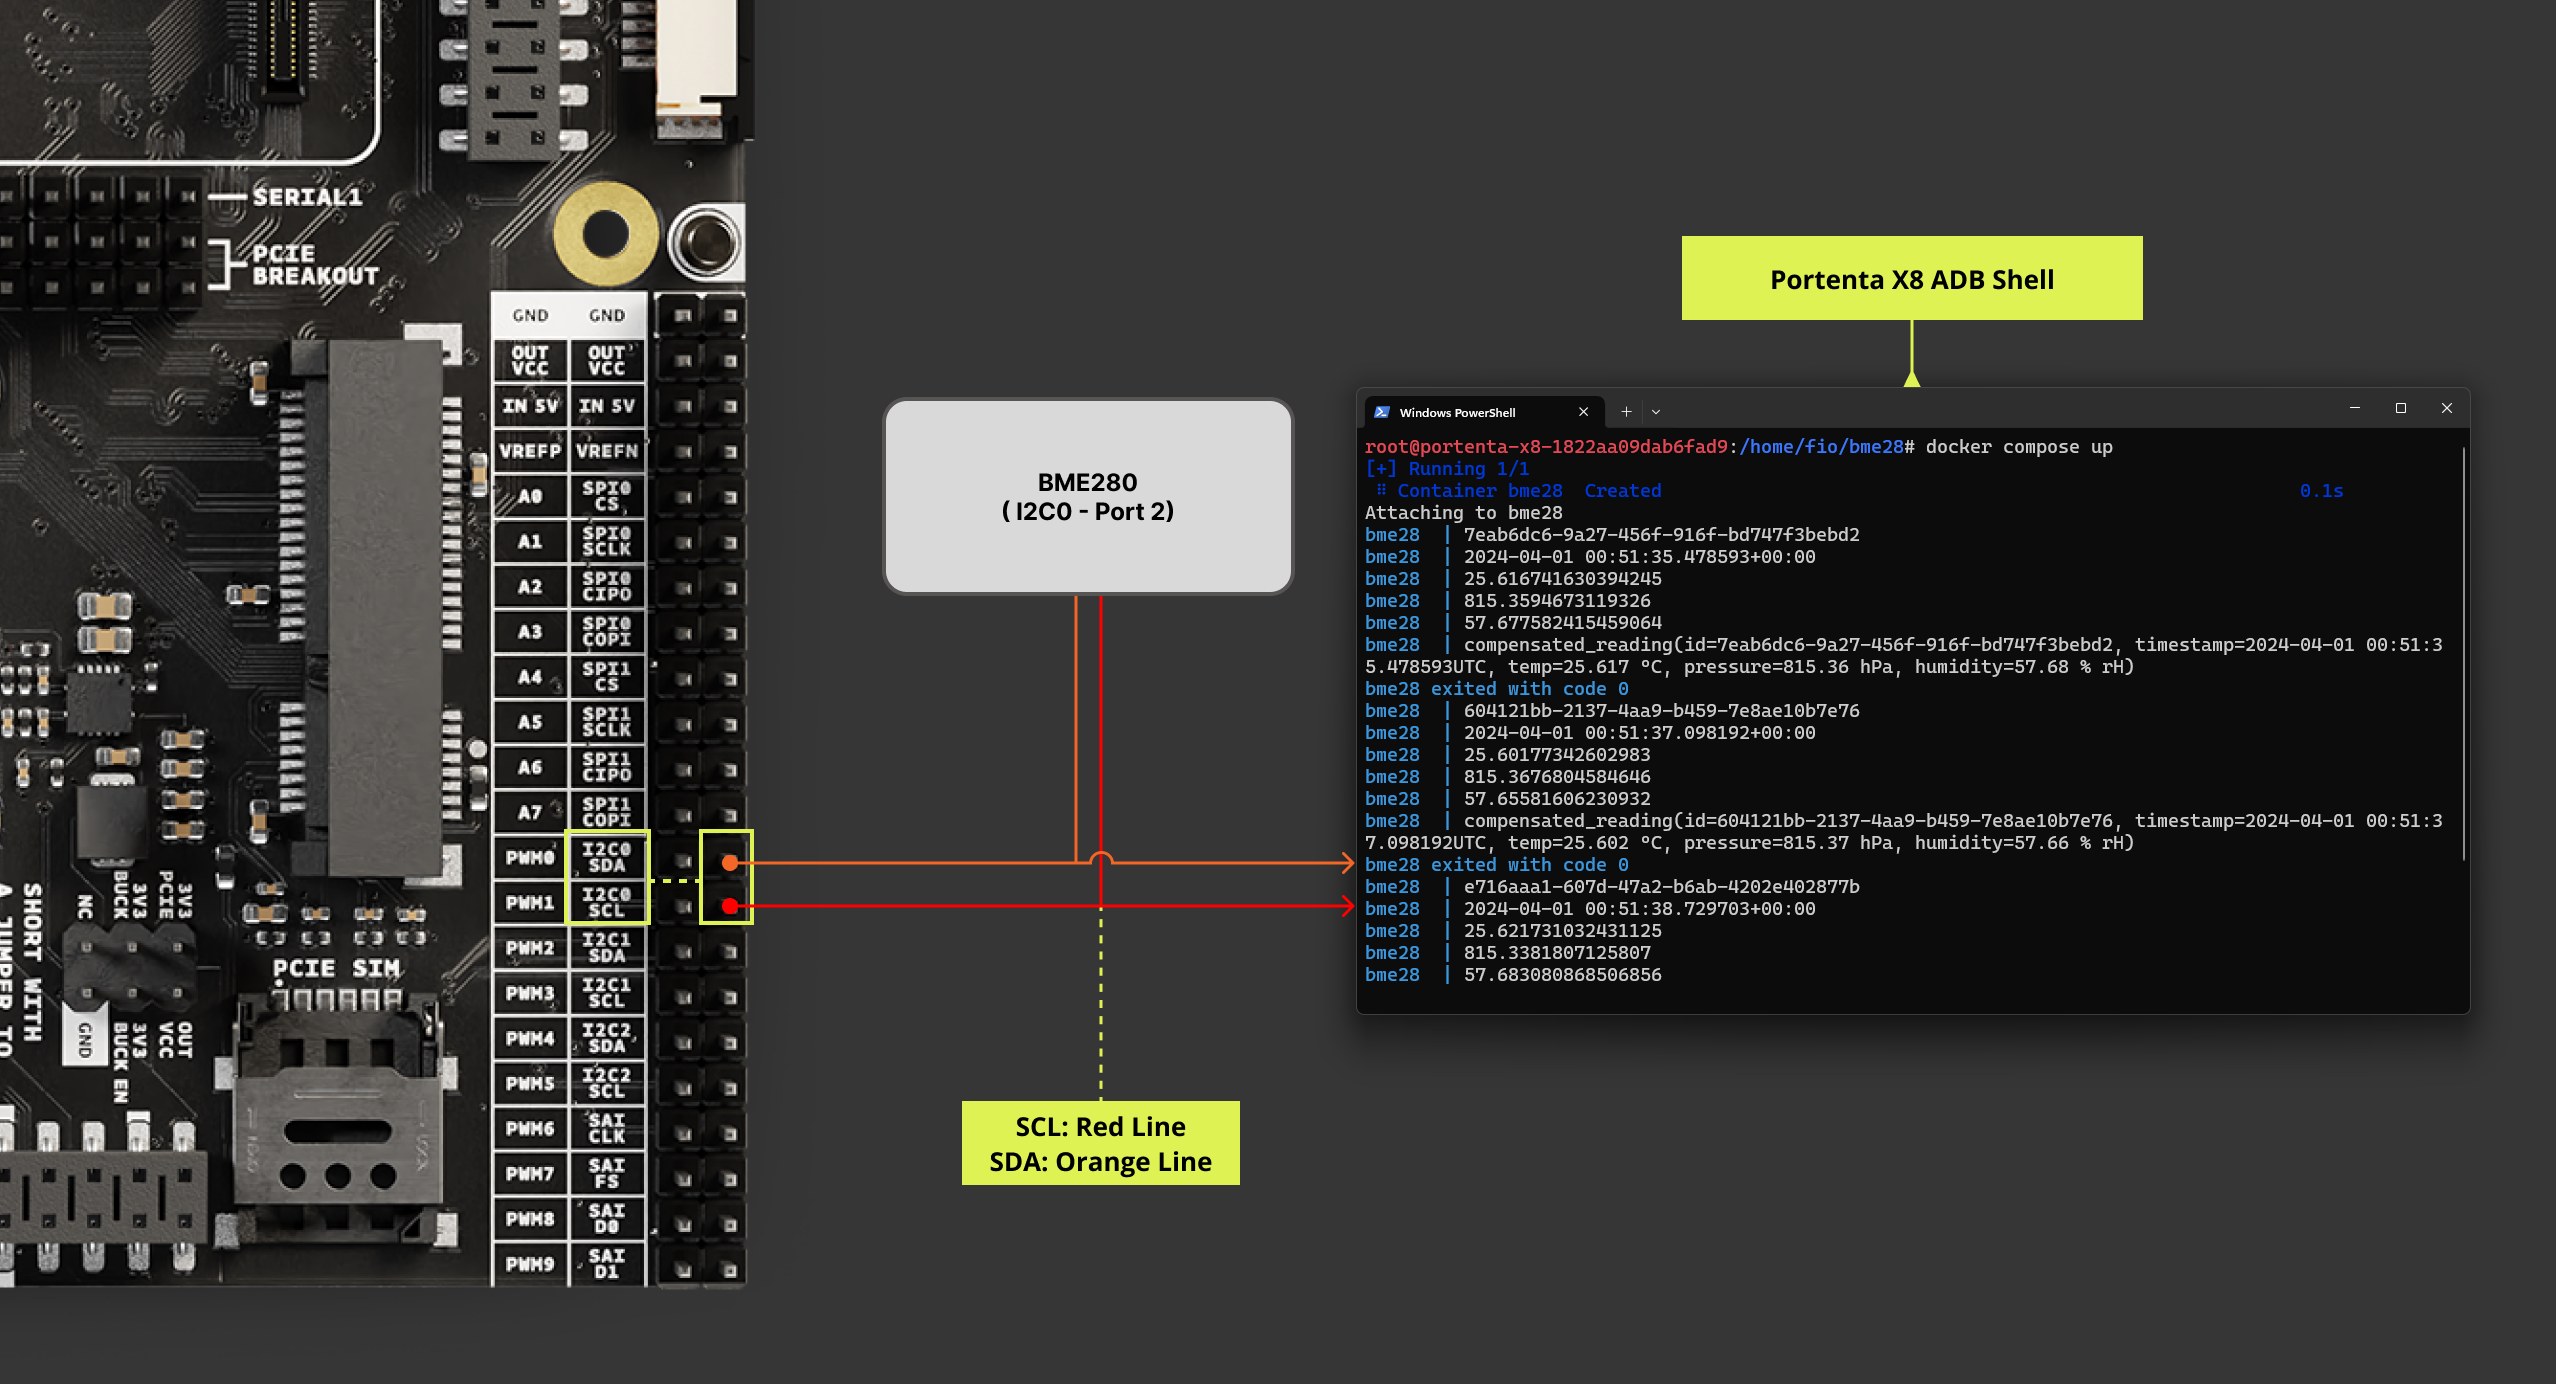 SERIAL1
PCIE
BREAKOUT
GND GND
OUT VCC OUT VCC
IN 5V IN 5V
VREFP VREFN
A0 SPI0 CS
A1 SPI0 SCLK
A2 SPI0 CIPO
A3 SPI0 COPI
A4 SPI1 CS
A5 SPI1 SCLK
A6 SPI1 CIPO
A7 SPI1 COPI
PWM0 I2C0 SDA
PWM1 I2C0 SCL
PWM2 I2C1 SDA
PWM3 I2C1 SCL
PWM4 I2C2 SDA
PWM5 I2C2 SCL
PWM6 SAI CLK
PWM7 SAI FS
PWM8 SAI D0
PWM9 SAI D1
SHORT WITH
A JUMPER TO
NC
3V3 BUCK
3V3 PCIE
PCIE SIM
GND
3V3 BUCK EN
OUT VCC
BME280
( I2C0 - Port 2)
SCL: Red Line
SDA: Orange Line
Portenta X8 ADB Shell
Windows PowerShell
root@portenta-x8-1822aa09dab6fad9:/home/fio/bme28# docker compose up
[+] Running 1/1
⠿ Container bme28  Created 0.1s
Attaching to bme28
bme28  | 7eab6dc6-9a27-456f-916f-bd747f3bebd2
bme28  | 2024-04-01 00:51:35.478593+00:00
bme28  | 25.616741630394245
bme28  | 815.3594673119326
bme28  | 57.677582415459064
bme28  | compensated_reading(id=7eab6dc6-9a27-456f-916f-bd747f3bebd2, timestamp=2024-04-01 00:51:3
5.478593UTC, temp=25.617 °C, pressure=815.36 hPa, humidity=57.68 % rH)
bme28 exited with code 0
bme28  | 604121bb-2137-4aa9-b459-7e8ae10b7e76
bme28  | 2024-04-01 00:51:37.098192+00:00
bme28  | 25.60177342602983
bme28  | 815.3676804584646
bme28  | 57.65581606230932
bme28  | compensated_reading(id=604121bb-2137-4aa9-b459-7e8ae10b7e76, timestamp=2024-04-01 00:51:3
7.098192UTC, temp=25.602 °C, pressure=815.37 hPa, humidity=57.66 % rH)
bme28 exited with code 0
bme28  | e716aaa1-607d-47a2-b6ab-4202e402877b
bme28  | 2024-04-01 00:51:38.729703+00:00
bme28  | 25.621731032431125
bme28  | 815.3381807125807
bme28  | 57.683080868506856